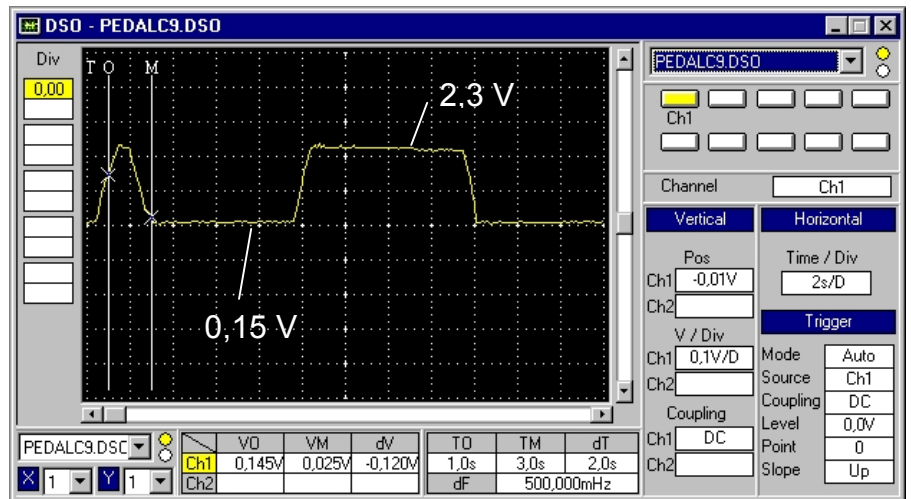 DSO - PEDALC9.DSO
Div
0,00
T O M
2,3 V
0,15 V
PEDALC9.DSO
Ch1
Channel Ch1
Vertical
Pos
Ch1 -0,01V
Ch2
V / Div
Ch1 0,1V/D
Ch2
Coupling
Ch1 DC
Ch2
Horizontal
Time / Div
2s/D
Trigger
Mode Auto
Source Ch1
Coupling DC
Level 0,0V
Point 0
Slope Up
PEDALC9.DSC
X 1 Y 1
VO VM dV
Ch1 0,145V 0,025V -0,120V
Ch2
TO TM dT
1,0s 3,0s 2,0s
dF 500,000mHz